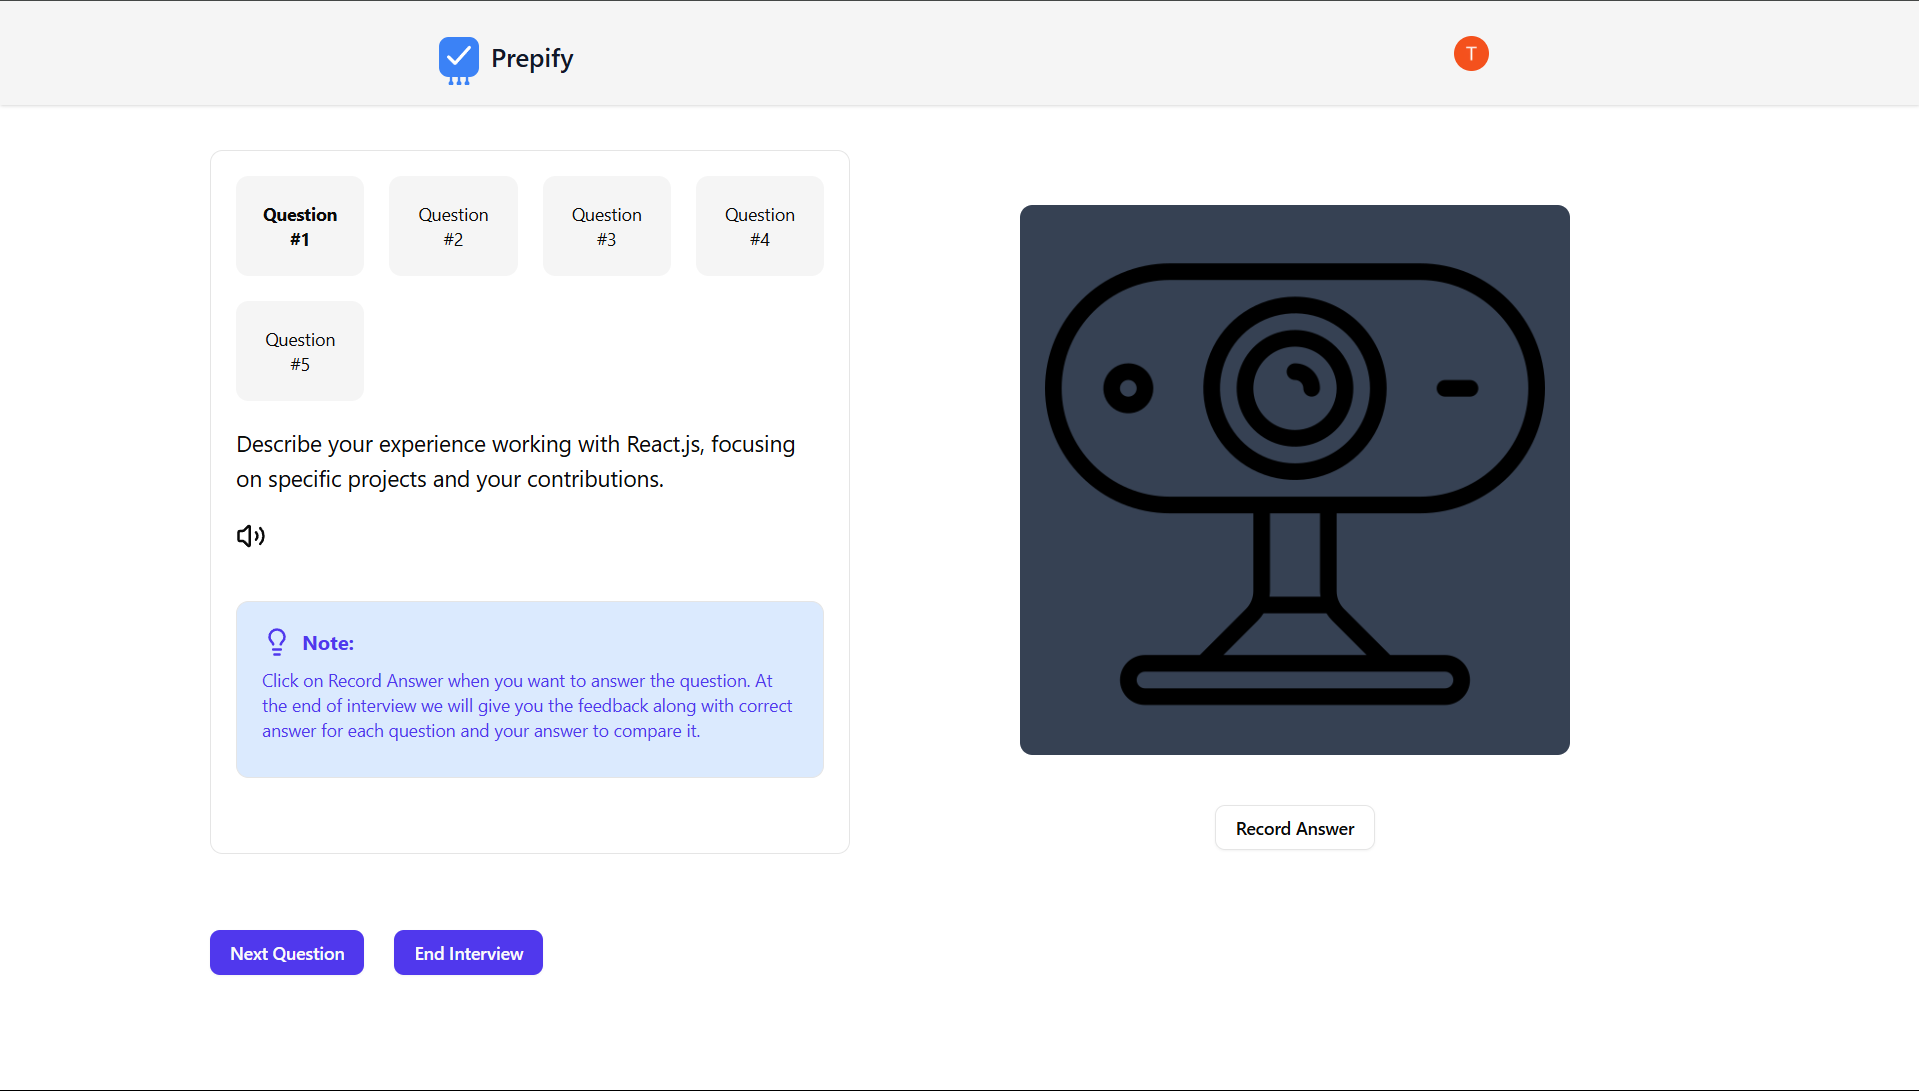 Prepify
T
Question
#1
Question
#2
Question
#3
Question
#4
Question
#5
Describe your experience working with React.js, focusing
on specific projects and your contributions.
Note:
Click on Record Answer when you want to answer the question. At
the end of interview we will give you the feedback along with correct
answer for each question and your answer to compare it.
Record Answer
Next Question
End Interview